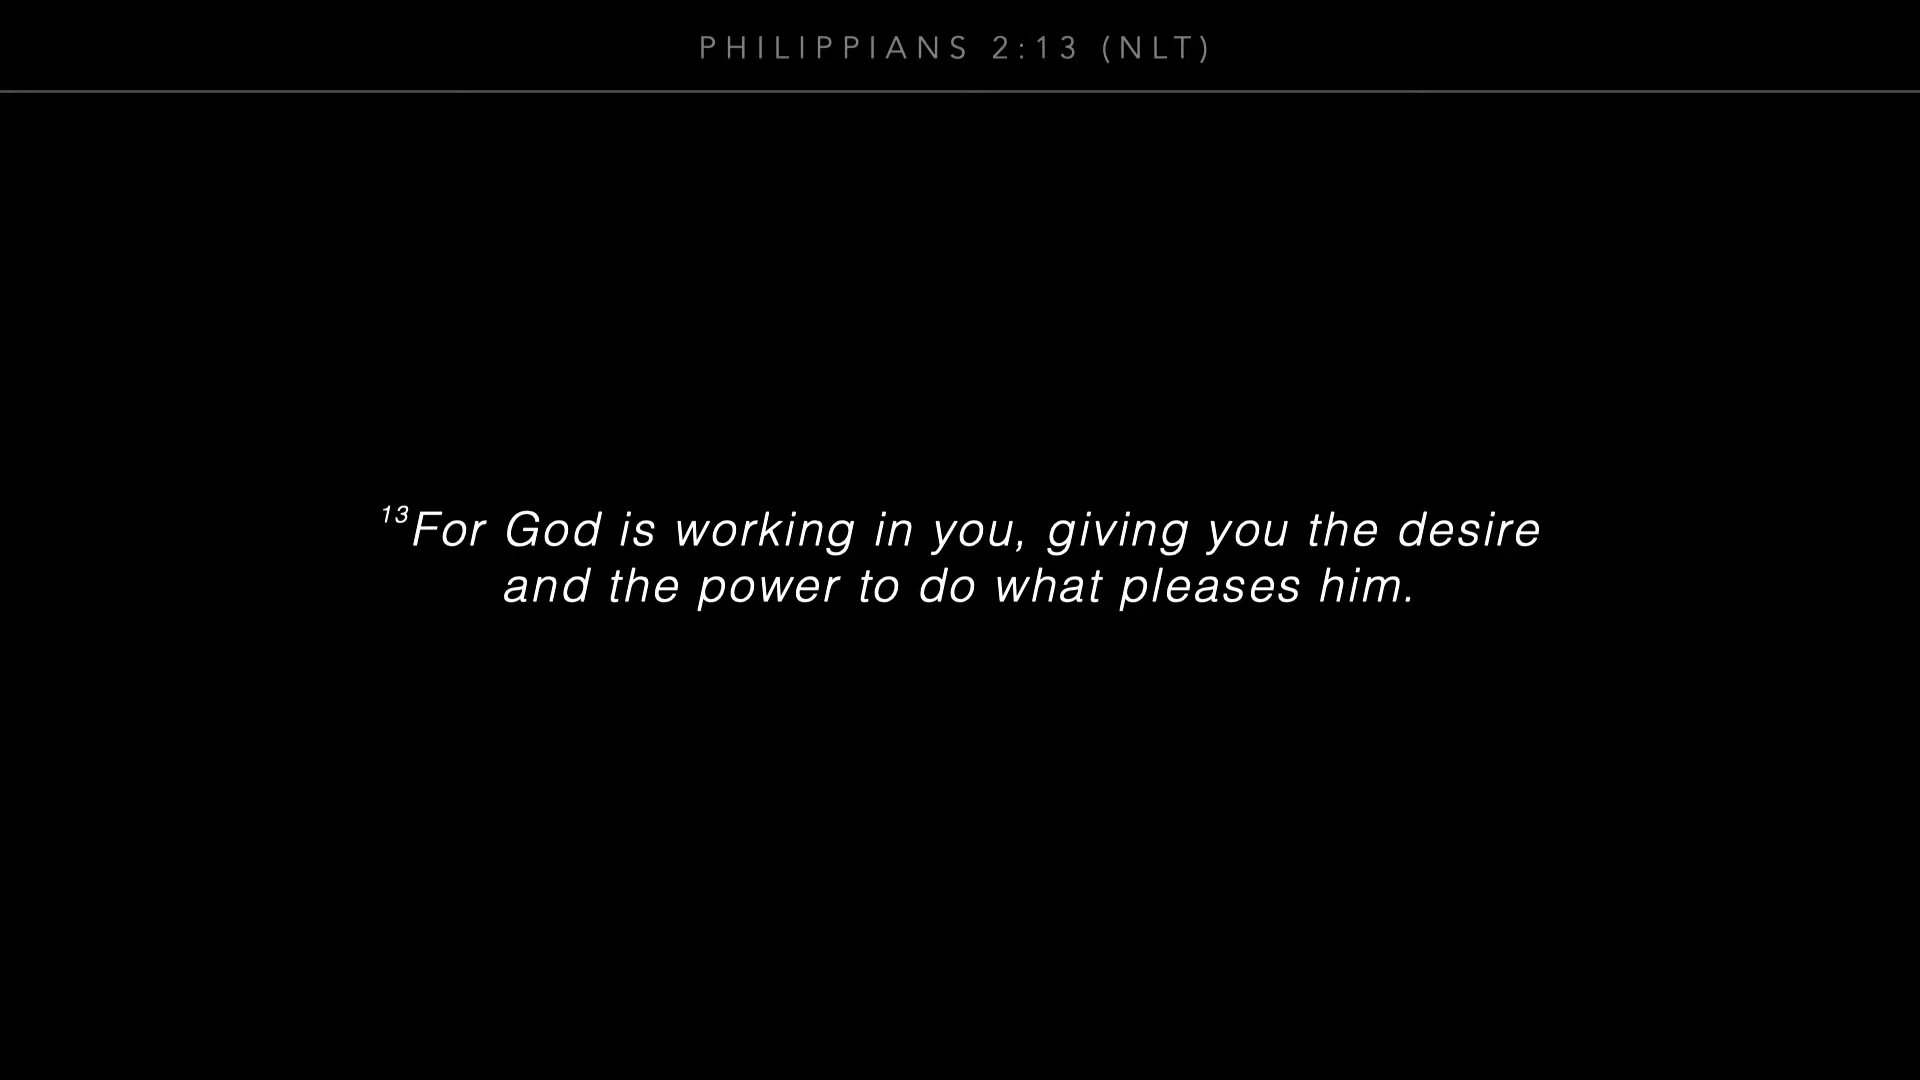 PHILIPPIANS 2:13 (NLT)
¹³For God is working in you, giving you the desire
and the power to do what pleases him.